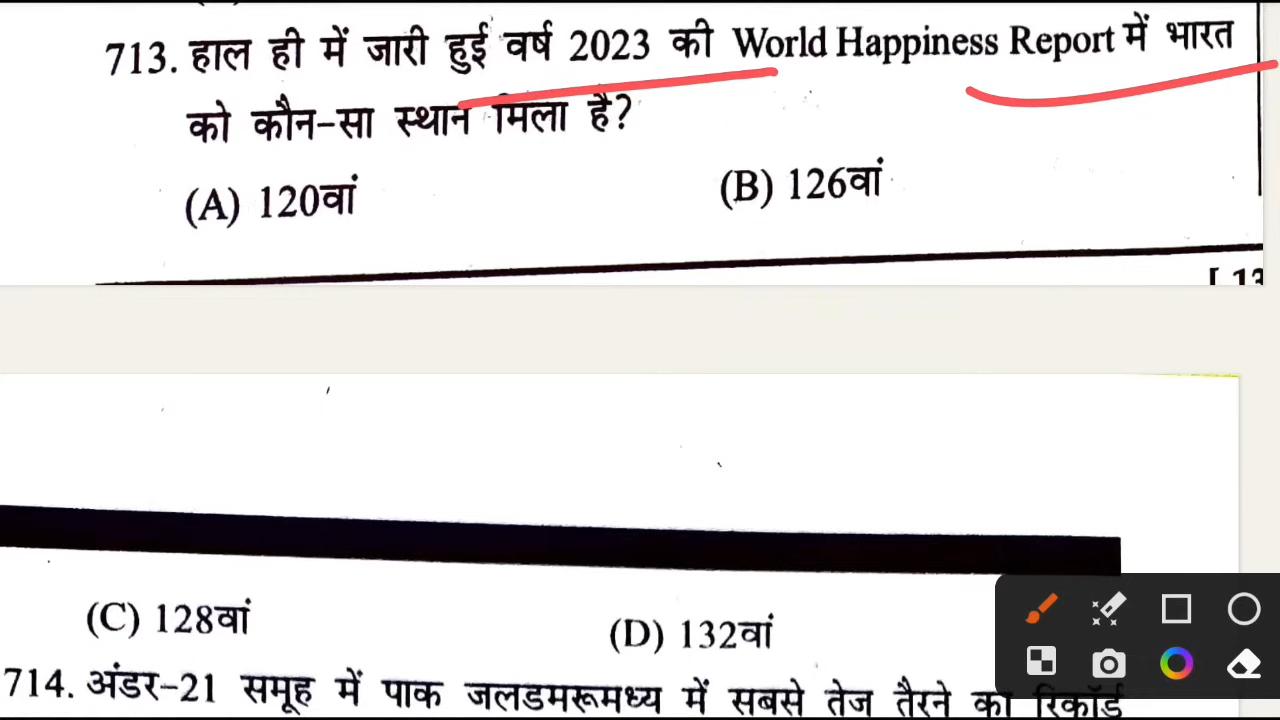 713. हाल ही में जारी हुई वर्ष 2023 की World Happiness Report में भारत
को कौन-सा स्थान मिला है?
(A) 120वां (B) 126वां
[ 13
(C) 128वां (D) 132वां
714. अंडर-21 समूह में पाक जलडमरूमध्य में सबसे तेज तैरने का रिकॉर्ड